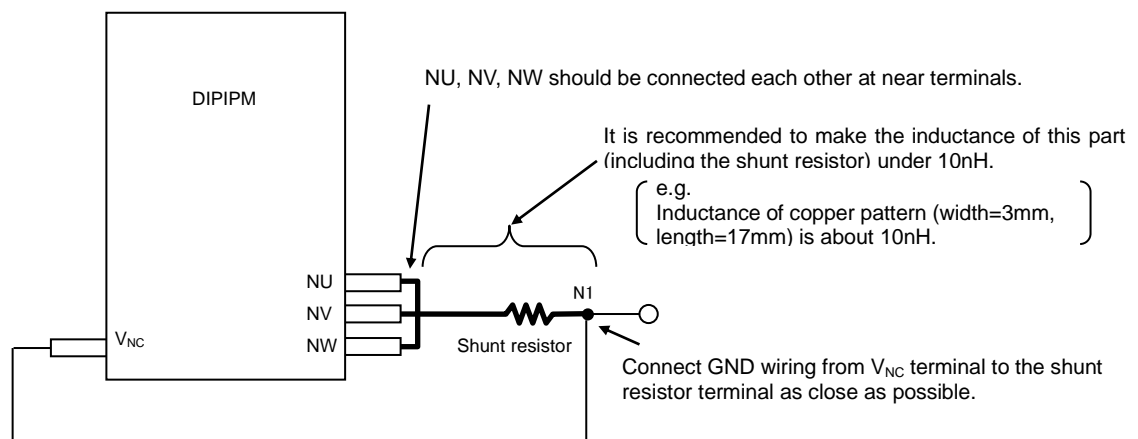 NU, NV, NW should be connected each other at near terminals.
DIPIPM
It is recommended to make the inductance of this part
(including the shunt resistor) under 10nH.
e.g.
Inductance of copper pattern (width=3mm,
length=17mm) is about 10nH.
NU
N1
NV
VNC
NW
Shunt resistor
Connect GND wiring from VNC terminal to the shunt
resistor terminal as close as possible.